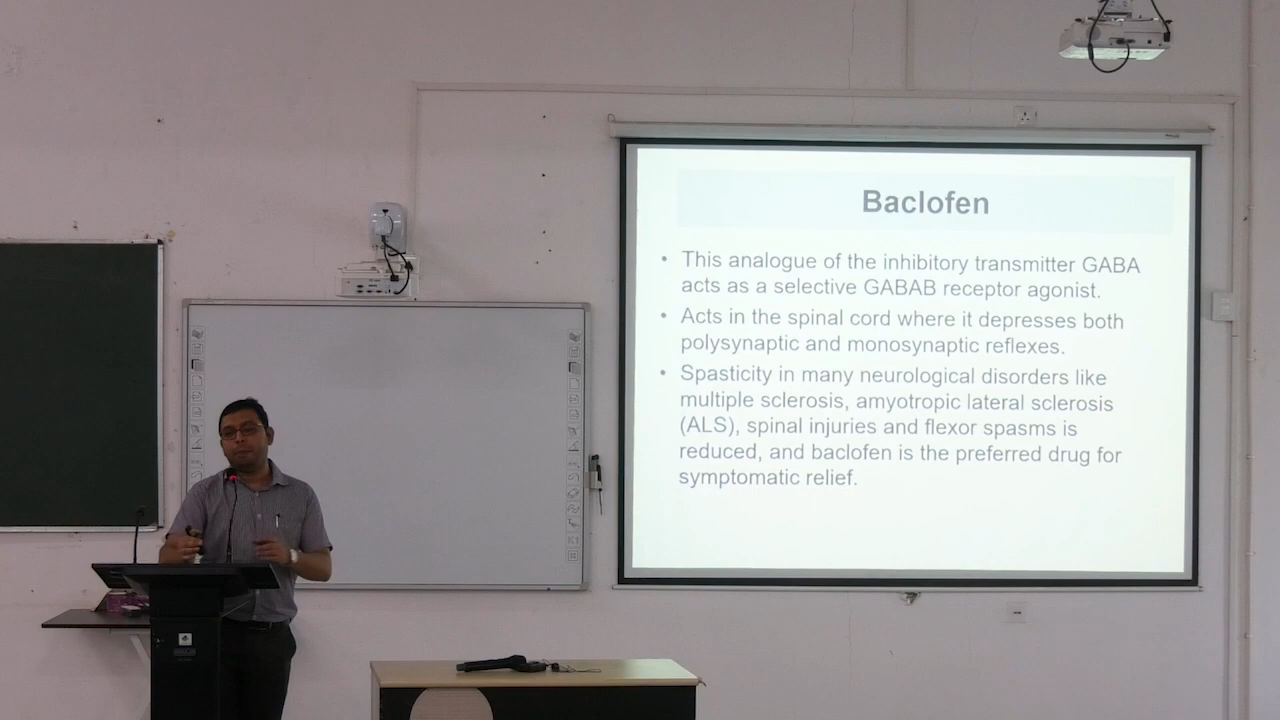 Baclofen
• This analogue of the inhibitory transmitter GABA
acts as a selective GABAB receptor agonist.
• Acts in the spinal cord where it depresses both
polysynaptic and monosynaptic reflexes.
• Spasticity in many neurological disorders like
multiple sclerosis, amyotropic lateral sclerosis
(ALS), spinal injuries and flexor spasms is
reduced, and baclofen is the preferred drug for
symptomatic relief.